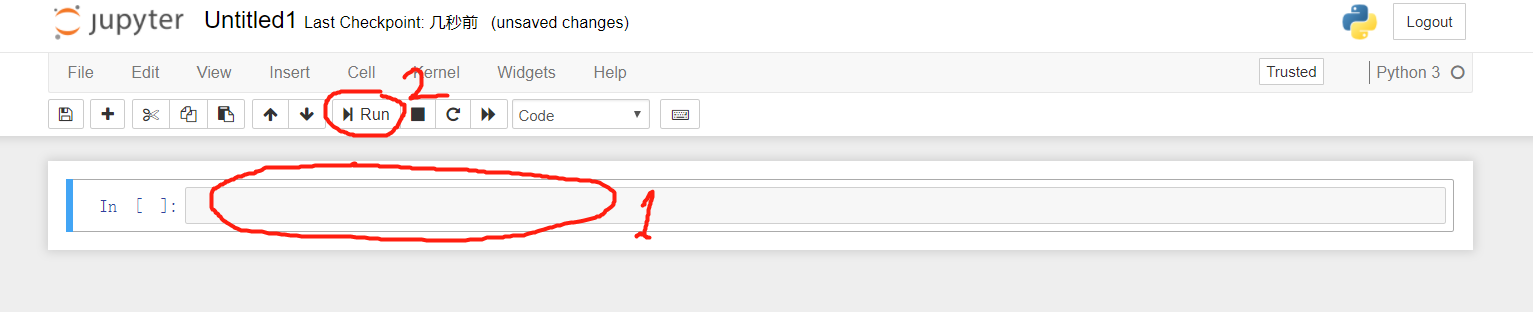 jupyter Untitled1 Last Checkpoint: 几秒前 (unsaved changes) Logout
File Edit View Insert Cell Kernel Widgets Help Trusted Python 3
2
Run Code
In [ ]: 1